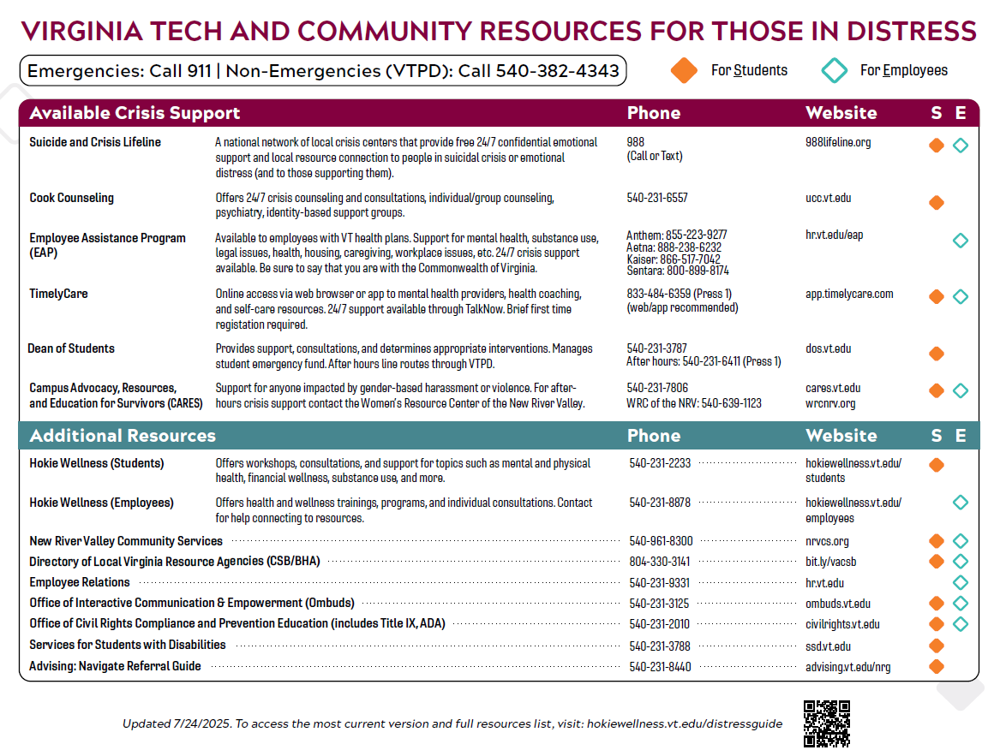 VIRGINIA TECH AND COMMUNITY RESOURCES FOR THOSE IN DISTRESS
Emergencies: Call 911 | Non-Emergencies (VTPD): Call 540-382-4343
For Students
For Employees
Available Crisis Support Phone Website S E
Suicide and Crisis Lifeline
A national network of local crisis centers that provide free 24/7 confidential emotional
support and local resource connection to people in suicidal crisis or emotional
distress (and to those supporting them).
988
(Call or Text)
988lifeline.org
Cook Counseling
Offers 24/7 crisis counseling and consultations, individual/group counseling,
psychiatry, identity-based support groups.
540-231-6557
ucc.vt.edu
Employee Assistance Program
(EAP)
Available to employees with VT health plans. Support for mental health, substance use,
legal issues, health, housing, caregiving, workplace issues, etc. 24/7 crisis support
available. Be sure to say that you are with the Commonwealth of Virginia.
Anthem: 855-223-9277
Aetna: 888-238-6232
Kaiser: 866-517-7042
Sentara: 800-899-8174
hr.vt.edu/eap
TimelyCare
Online access via web browser or app to mental health providers, health coaching,
and self-care resources. 24/7 support available through TalkNow. Brief first time
registation required.
833-484-6359 (Press 1)
(web/app recommended)
app.timelycare.com
Dean of Students
Provides support, consultations, and determines appropriate interventions. Manages
student emergency fund. After hours line routes through VTPD.
540-231-3787
After hours: 540-231-6411 (Press 1)
dos.vt.edu
Campus Advocacy, Resources,
and Education for Survivors (CARES)
Support for anyone impacted by gender-based harassment or violence. For after-
hours crisis support contact the Women's Resource Center of the New River Valley.
540-231-7806
WRC of the NRV: 540-639-1123
cares.vt.edu
wrcnrv.org
Additional Resources Phone Website S E
Hokie Wellness (Students)
Offers workshops, consultations, and support for topics such as mental and physical
health, financial wellness, substance use, and more.
540-231-2233
hokiewellness.vt.edu/
students
Hokie Wellness (Employees)
Offers health and wellness trainings, programs, and individual consultations. Contact
for help connecting to resources.
540-231-8878
hokiewellness.vt.edu/
employees
New River Valley Community Services 540-961-8300 nrvcs.org
Directory of Local Virginia Resource Agencies (CSB/BHA) 804-330-3141 bit.ly/vacsb
Employee Relations 540-231-9331 hr.vt.edu
Office of Interactive Communication & Empowerment (Ombuds) 540-231-3125 ombuds.vt.edu
Office of Civil Rights Compliance and Prevention Education (includes Title IX, ADA) 540-231-2010 civilrights.vt.edu
Services for Students with Disabilities 540-231-3788 ssd.vt.edu
Advising: Navigate Referral Guide 540-231-8440 advising.vt.edu/nrg
Updated 7/24/2025. To access the most current version and full resources list, visit: hokiewellness.vt.edu/distressguide